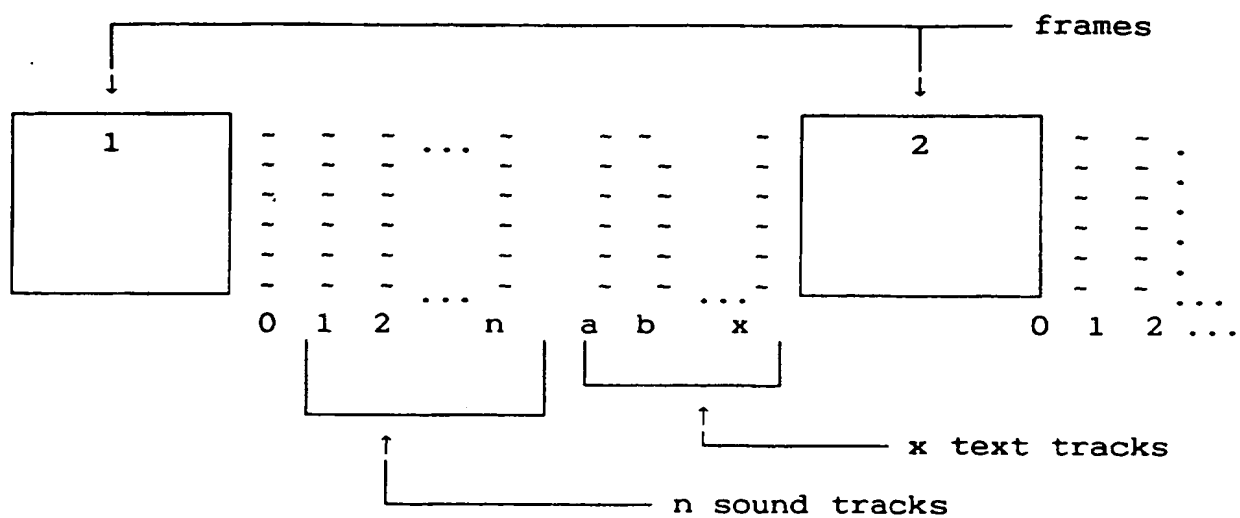 frames
1 ~ ~ ~ ... ~ ~ ~ ~ 2 ~ ~ .
~ ~ ~ ~ ~ ~ ~ ~ ~ .
~ ~ ~ ~ ~ ~ ~ ~ ~ .
~ ~ ~ ~ ~ ~ ~ ~ ~ .
~ ~ ~ ~ ~ ~ ~ ~ ~ .
~ ~ ~ ... ~ ~ ~ ... ~ ~ ~ ...
0 1 2 n a b x 0 1 2 ...
x text tracks
n sound tracks